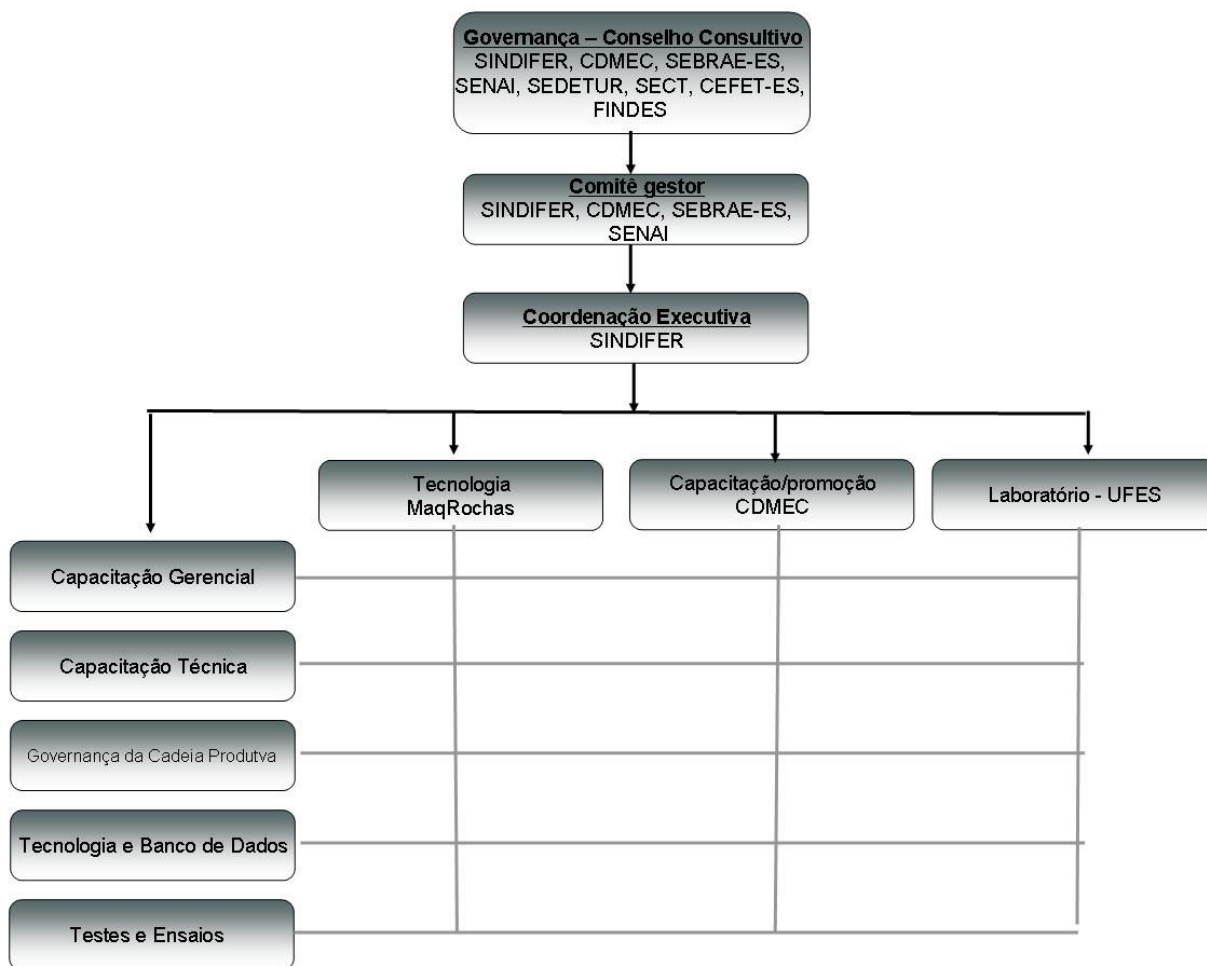 Governança – Conselho Consultivo
SINDIFER, CDMEC, SEBRAE-ES,
SENAI, SEDETUR, SECT, CEFET-ES,
FINDES
Comitê gestor
SINDIFER, CDMEC, SEBRAE-ES,
SENAI
Coordenação Executiva
SINDIFER
Tecnologia
MaqRochas
Capacitação/promoção
CDMEC
Laboratório - UFES
Capacitação Gerencial
Capacitação Técnica
Governança da Cadeia Produtva
Tecnologia e Banco de Dados
Testes e Ensaios